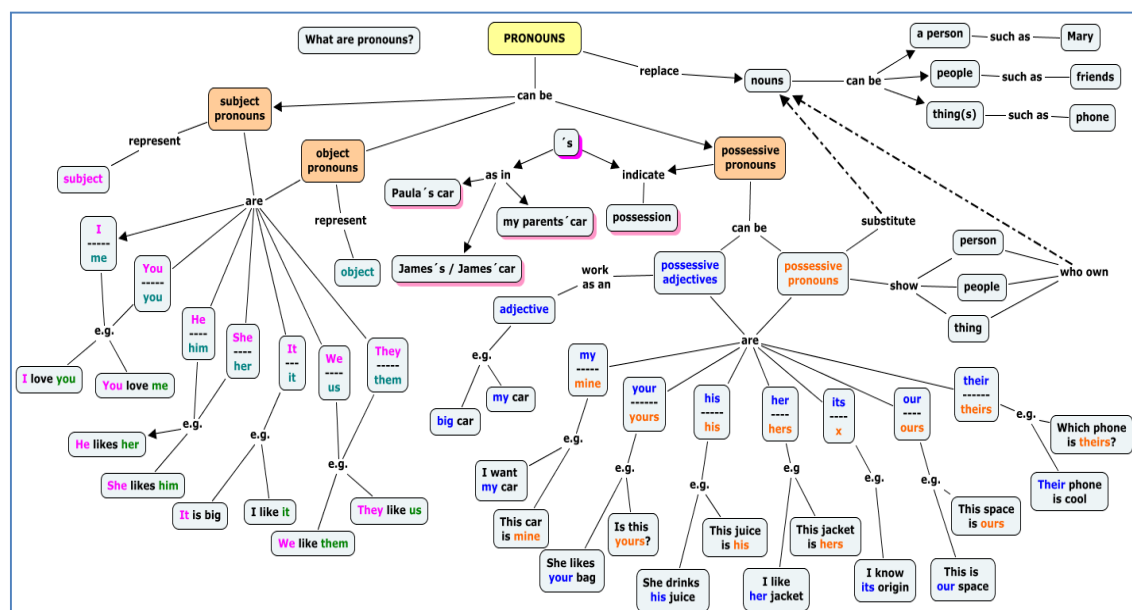 What are pronouns?
PRONOUNS
replace
nouns
can be
a person
such as
Mary
people
such as
friends
thing(s)
such as
phone
can be
subject
pronouns
represent
subject
object
pronouns
represent
object
are
I
-----
me
You
-----
you
He
----
him
She
----
her
It
---
it
We
----
us
They
-----
them
e.g.
I love you
You love me
e.g.
He likes her
She likes him
e.g.
It is big
I like it
e.g.
We like them
They like us
´s
as in
Paula´s car
my parents´car
James´s / James´car
indicate
possession
possessive
pronouns
can be
possessive
adjectives
possessive
pronouns
substitute
show
person
people
thing
who own
work
as an
adjective
e.g.
big car
my car
are
my
-----
mine
your
------
yours
his
-----
his
her
----
hers
its
----
x
our
----
ours
their
------
theirs
e.g.
I want
my car
This car
is mine
e.g.
She likes
your bag
Is this
yours?
e.g.
She drinks
his juice
This juice
is his
e.g
I like
her jacket
This jacket
is hers
e.g.
I know
its origin
e.g.
This is
our space
This space
is ours
e.g.
Which phone
is theirs?
Their phone
is cool